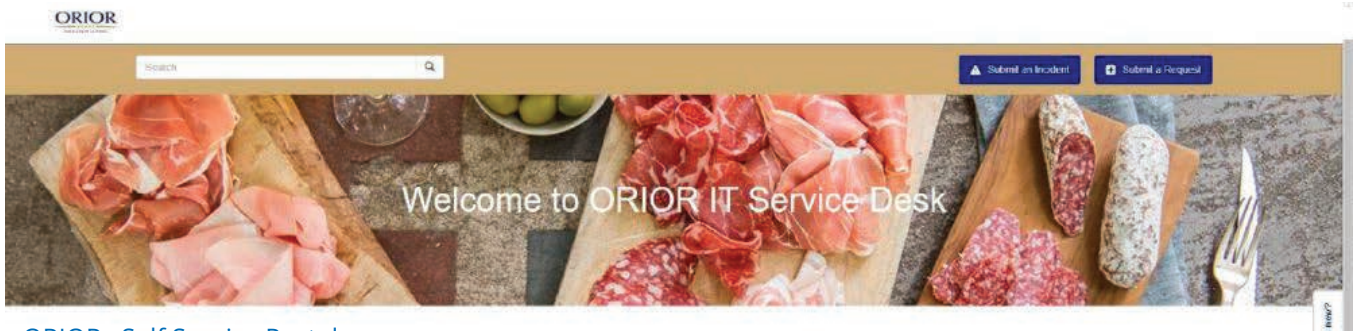 ORIOR
Search
Submit an Incident
Submit a Request
Welcome to ORIOR IT Service Desk
ORIOR - Self Service Portal